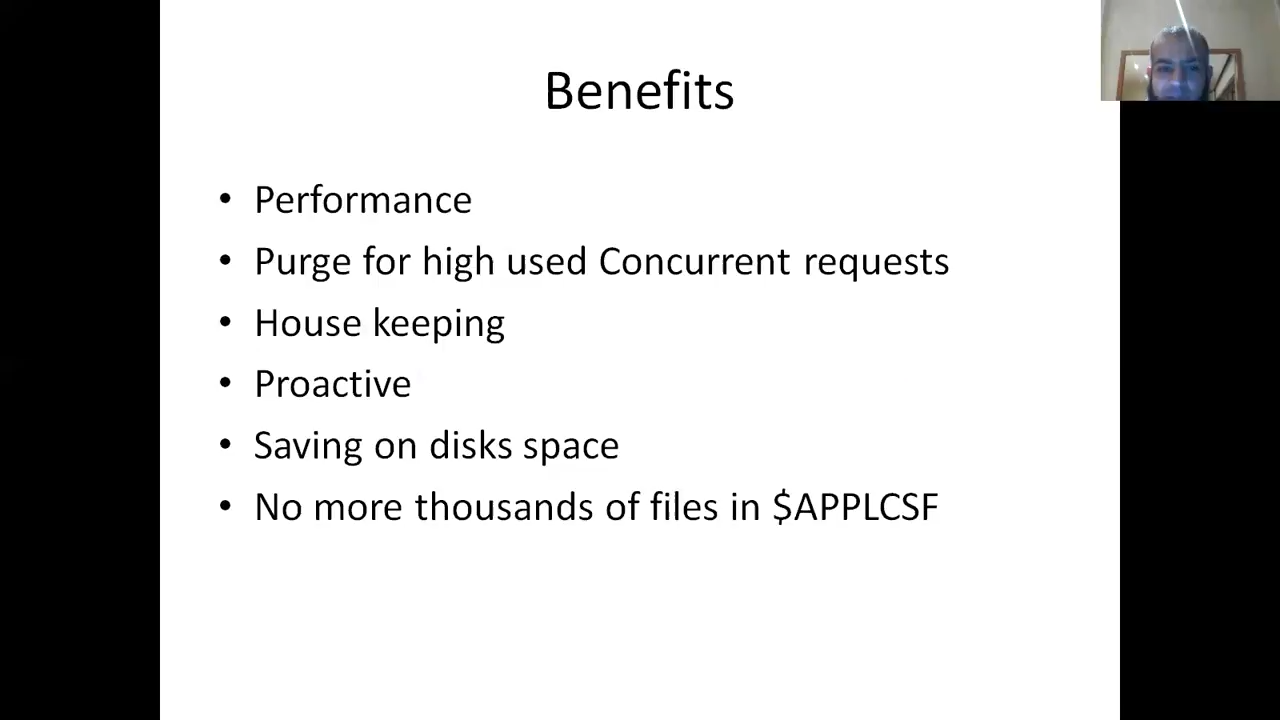 Benefits
• Performance
• Purge for high used Concurrent requests
• House keeping
• Proactive
• Saving on disks space
• No more thousands of files in $APPLCSF